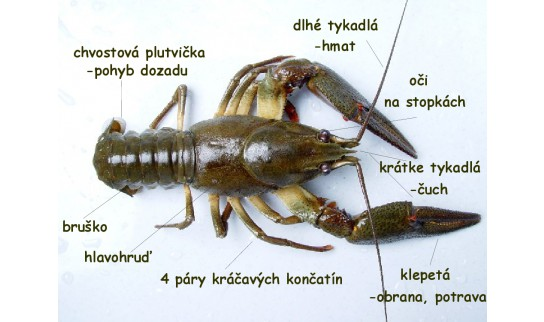 dlhé tykadlá
-hmat
chvostová plutvička
-pohyb dozadu
oči
na stopkách
krátke tykadlá
-čuch
bruško
hlavohruď
4 páry kráčavých končatín
klepetá
-obrana, potrava